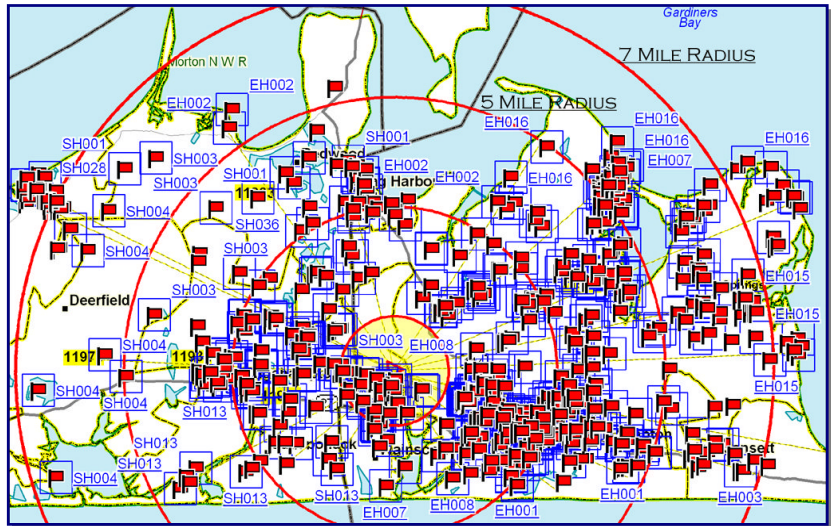 Gardiners
Bay
7 MILE RADIUS
Morton N W R
EH002
5 MILE RADIUS
EH002
EH016
EH016
SH001
SH001
EH016
EH016
SH028
SH003
SH001
EH002
EH007
SH003
EH002
EH016
SH004
SH036
SH004
SH003
SH003
EH015
Deerfield
EH015
SH004
SH003
EH008
1197
SH004
EH015
SH004
SH013
SH013
SH013
SH004
SH013
SH013
EH007
EH008
EH001
EH001
EH003